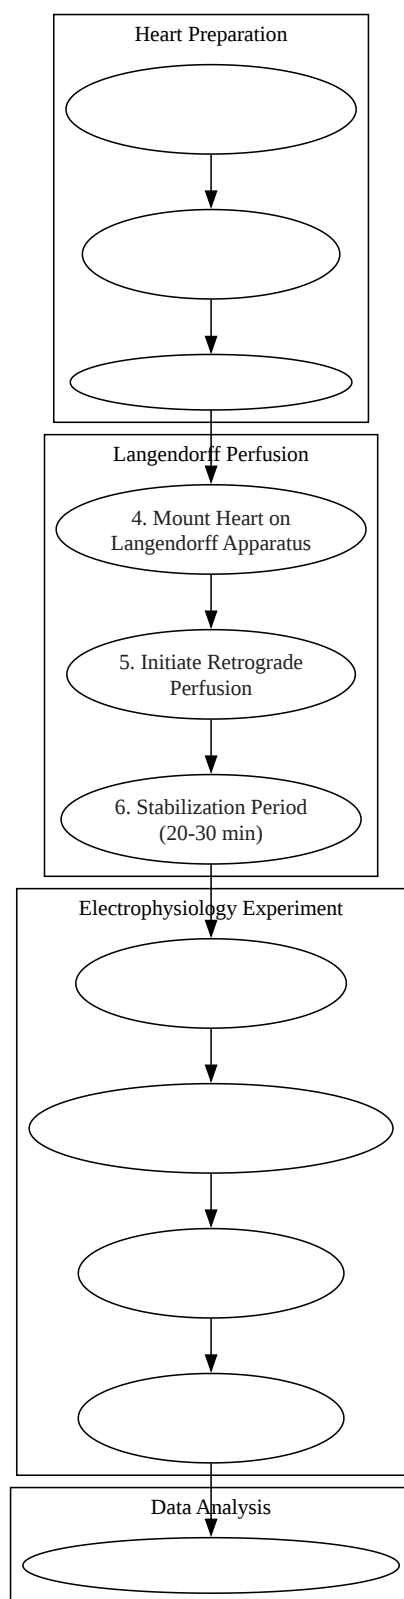 Heart Preparation
Langendorff Perfusion
4. Mount Heart on
Langendorff Apparatus
5. Initiate Retrograde
Perfusion
6. Stabilization Period
(20-30 min)
Electrophysiology Experiment
Data Analysis